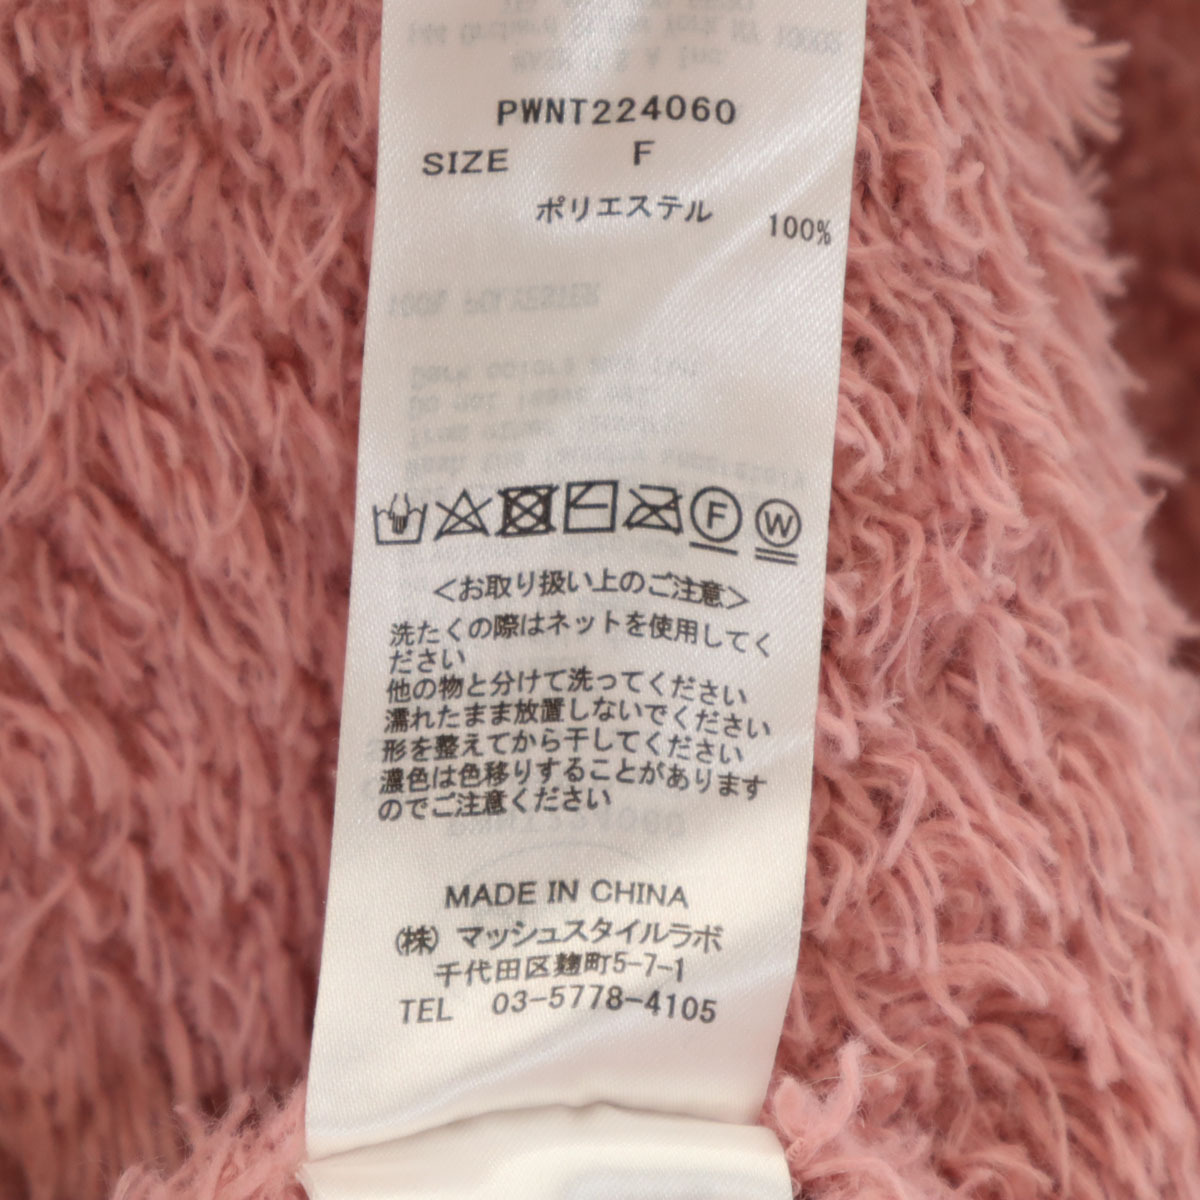 PWNT224060
SIZE F
ポリエステル 100%
100% POLYESTER
F W
＜お取り扱い上のご注意＞
洗たくの際はネットを使用してく
ださい
他の物と分けて洗ってください
濡れたまま放置しないでください
形を整えてから干してください
濃色は色移りすることがあります
のでご注意ください
MADE IN CHINA
(株) マッシュスタイルラボ
千代田区麹町5-7-1
TEL 03-5778-4105